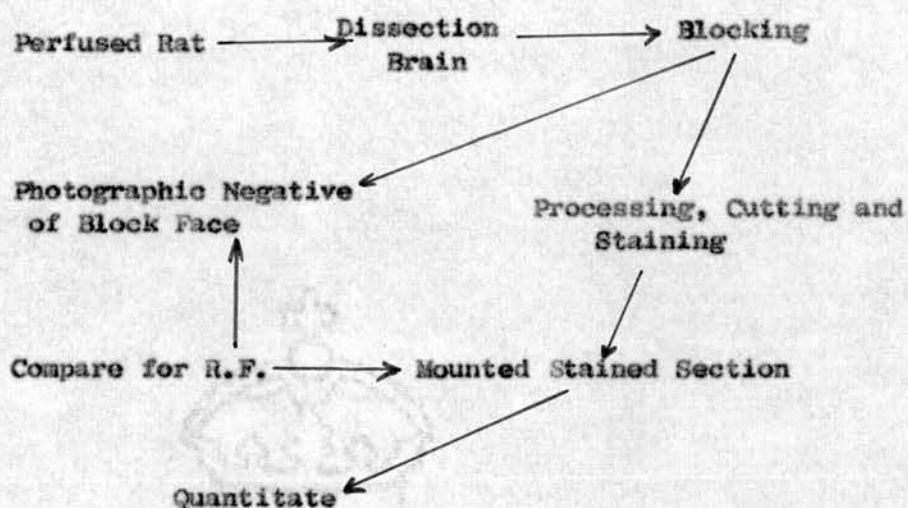 Perfused Rat
Dissection
Brain
Blocking
Photographic Negative
of Block Face
Processing, Cutting and
Staining
Compare for R.F.
Mounted Stained Section
Quantitate